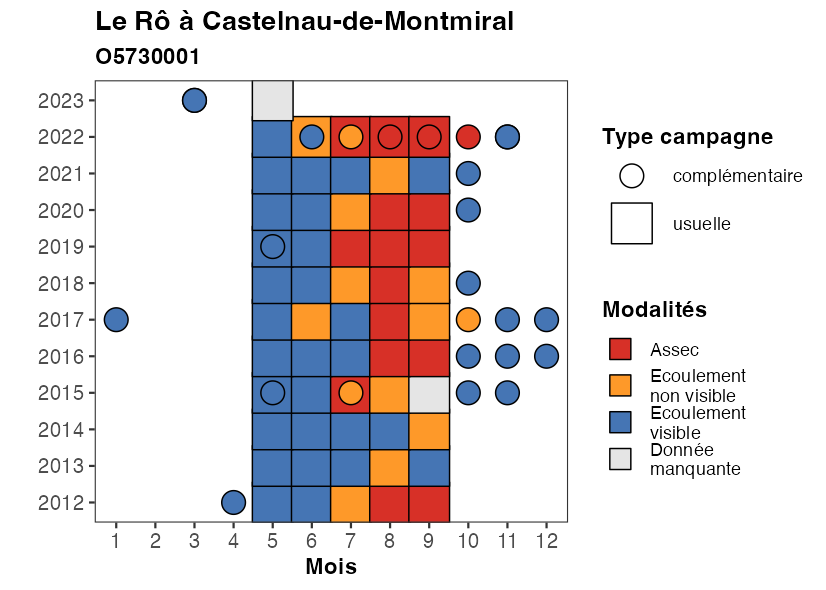 Le Rô à Castelnau-de-Montmiral
O5730001
2023
2022
2021
2020
2019
2018
2017
2016
2015
2014
2013
2012
1 2 3 4 5 6 7 8 9 10 11 12
Mois
Type campagne
complémentaire
usuelle
Modalités
Assec
Ecoulement
non visible
Ecoulement
visible
Donnée
manquante